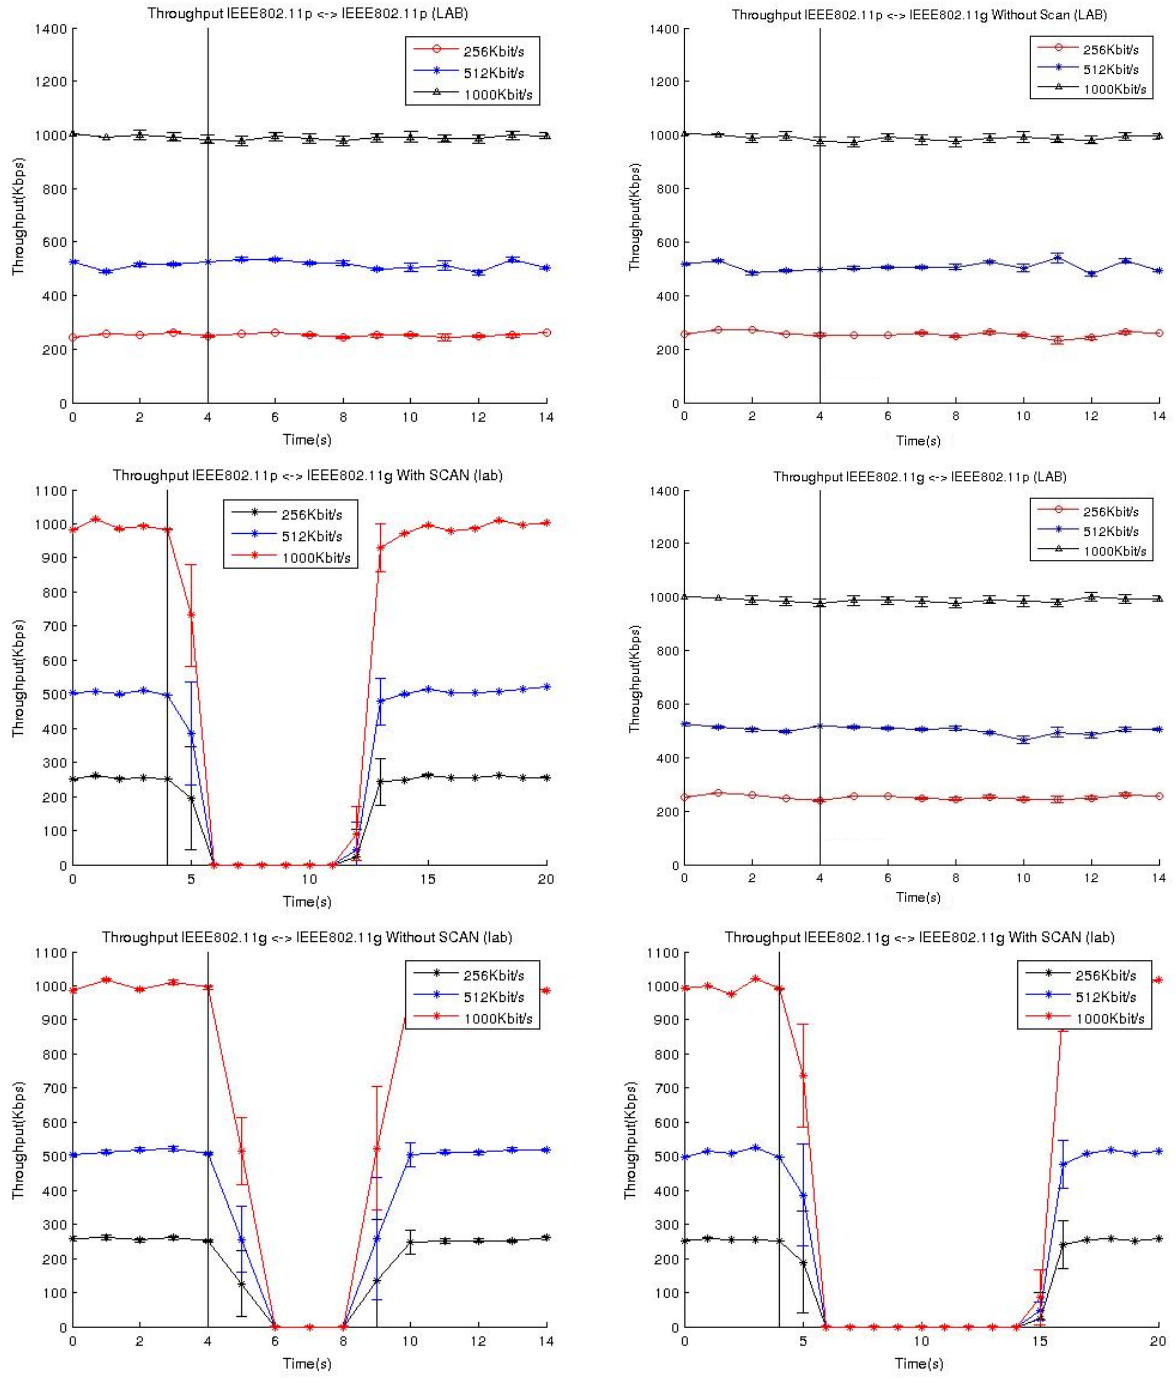 Throughput IEEE802.11p <-> IEEE802.11p (LAB)
1400
1200
1000
800
600
400
200
0
Throughput(Kbps)
256Kbit/s
512Kbit/s
1000Kbit/s
0 2 4 6 8 10 12 14
Time(s)
Throughput IEEE802.11p <-> IEEE802.11g Without Scan (LAB)
1400
1200
1000
800
600
400
200
0
Throughput(Kbps)
256Kbit/s
512Kbit/s
1000Kbit/s
0 2 4 6 8 10 12 14
Time(s)
Throughput IEEE802.11p <-> IEEE802.11g With SCAN (lab)
1100
1000
900
800
700
600
500
400
300
200
100
0
Throughput(Kbps)
256Kbit/s
512Kbit/s
1000Kbit/s
0 5 10 15 20
Time(s)
Throughput IEEE802.11g <-> IEEE802.11p (LAB)
1400
1200
1000
800
600
400
200
0
Throughput(Kbps)
256Kbit/s
512Kbit/s
1000Kbit/s
0 2 4 6 8 10 12 14
Time(s)
Throughput IEEE802.11g <-> IEEE802.11g Without SCAN (lab)
1100
1000
900
800
700
600
500
400
300
200
100
0
Throughput(Kbps)
256Kbit/s
512Kbit/s
1000Kbit/s
0 2 4 6 8 10 12 14
Time(s)
Throughput IEEE802.11g <-> IEEE802.11g With SCAN (lab)
1100
1000
900
800
700
600
500
400
300
200
100
0
Throughput(Kbps)
256Kbit/s
512Kbit/s
1000Kbit/s
0 5 10 15 20
Time(s)